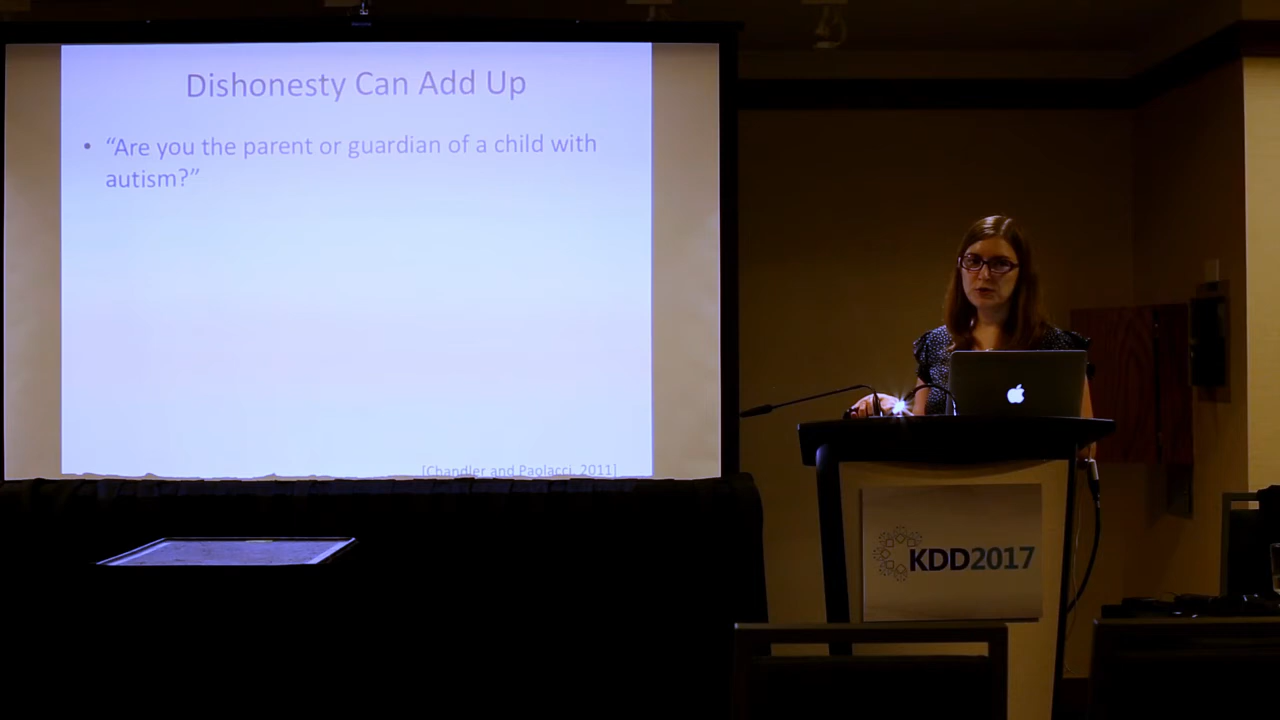 Dishonesty Can Add Up
• “Are you the parent or guardian of a child with
autism?”
[Chandler and Paolacci, 2011]
KDD2017